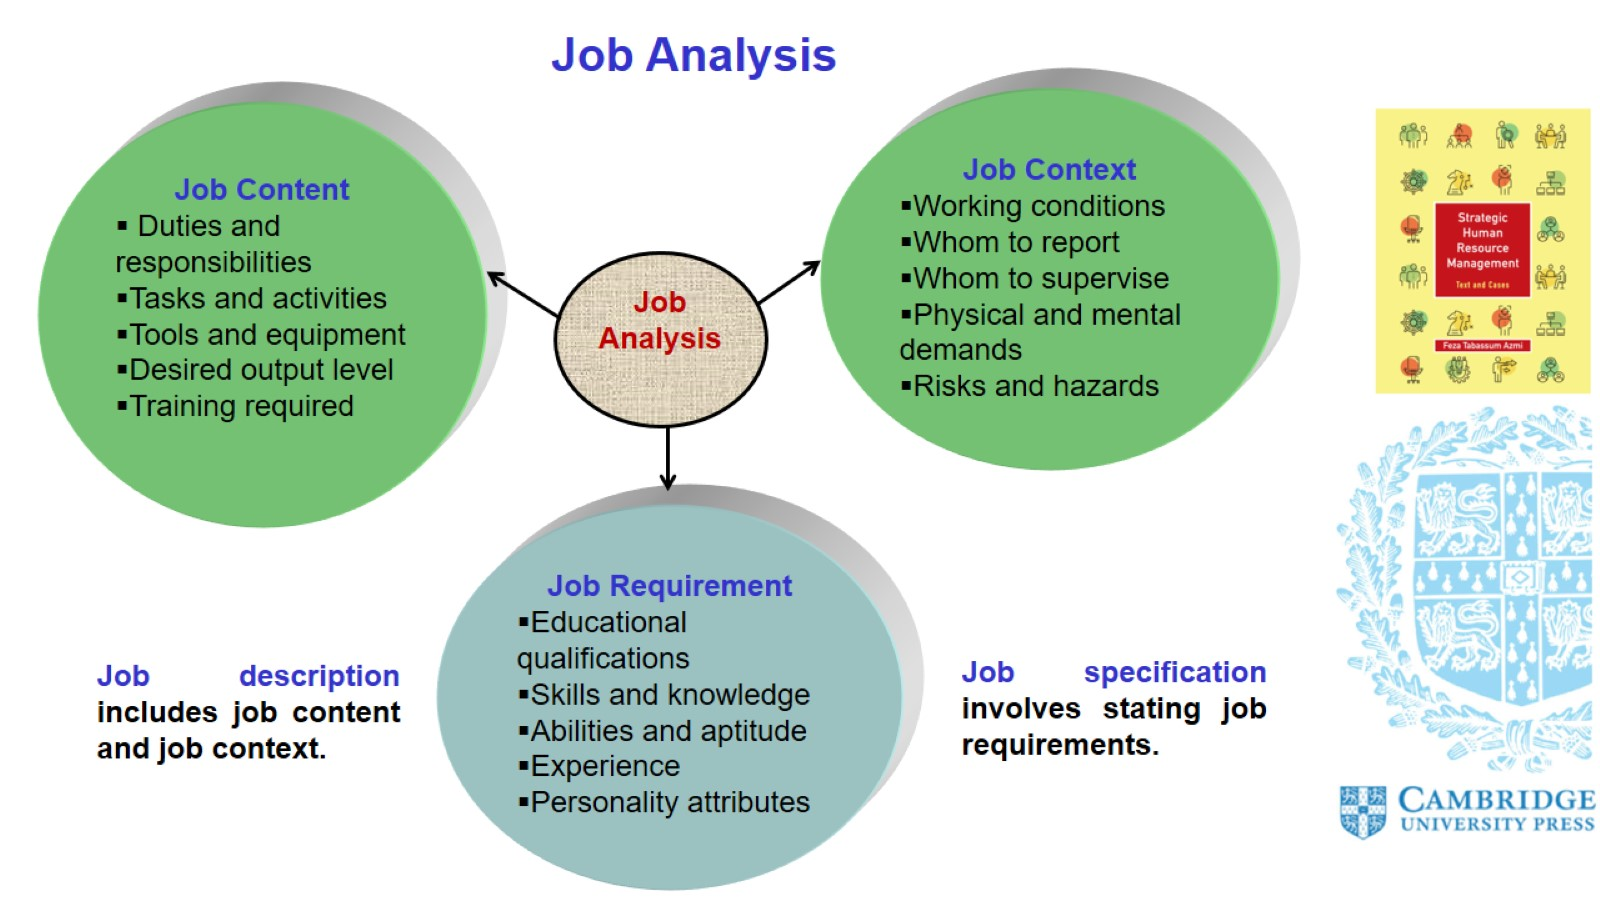 Job Analysis
Job Content
▪ Duties and
responsibilities
▪Tasks and activities
▪Tools and equipment
▪Desired output level
▪Training required
Job
Analysis
Job Context
▪Working conditions
▪Whom to report
▪Whom to supervise
▪Physical and mental
demands
▪Risks and hazards
Job Requirement
▪Educational
qualifications
▪Skills and knowledge
▪Abilities and aptitude
▪Experience
▪Personality attributes
Job description
includes job content
and job context.
Job specification
involves stating job
requirements.
Strategic
Human
Resource
Management
Text and Cases
Feza Tabassum Azmi
CAMBRIDGE
UNIVERSITY PRESS